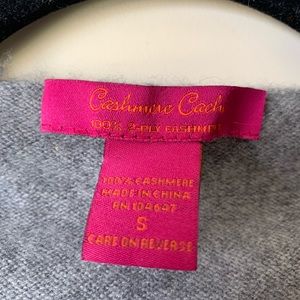 Cashmere Cach
100% 2-PLY CASHMERE
100% CASHMERE
MADE IN CHINA
RN 104647
S
CARE ON REVERSE